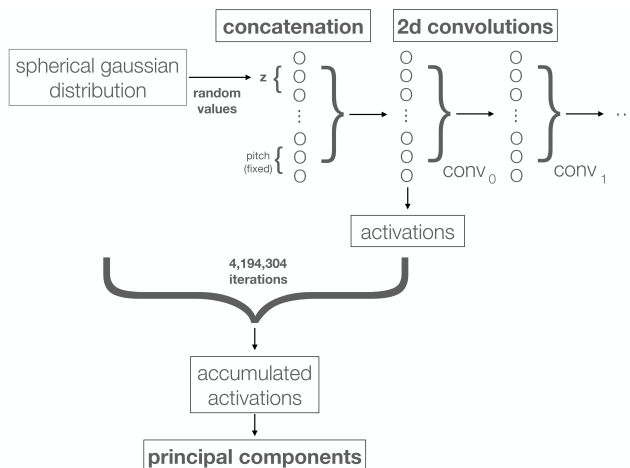 concatenation
2d convolutions
spherical gaussian
distribution
random
values
z
pitch
(fixed)
conv 0
conv 1
activations
4,194,304
iterations
accumulated
activations
principal components